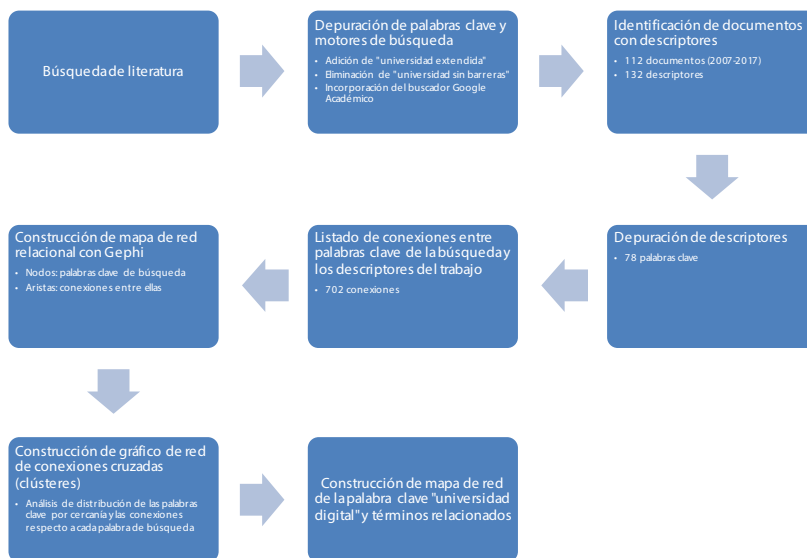 Búsqueda de literatura
Depuración de palabras clave y
motores de búsqueda
• Adición de "universidad extendida"
• Eliminación de "universidad sin barreras"
• Incorporación del buscador Google
Académico
Identificación de documentos
con descriptores
• 112 documentos (2007-2017)
• 132 descriptores
Depuración de descriptores
• 78 palabras clave
Listado de conexiones entre
palabras clave de la búsqueda y
los descriptores del trabajo
• 702 conexiones
Construcción de mapa de red
relacional con Gephi
• Nodos: palabras clave de búsqueda
• Aristas: conexiones entre ellas
Construcción de gráfico de red
de conexiones cruzadas
(clústeres)
• Análisis de distribución de las palabras
clave por cercanía y las conexiones
respecto a cada palabra de búsqueda
Construcción de mapa de red
de la palabra clave "universidad
digital" y términos relacionados